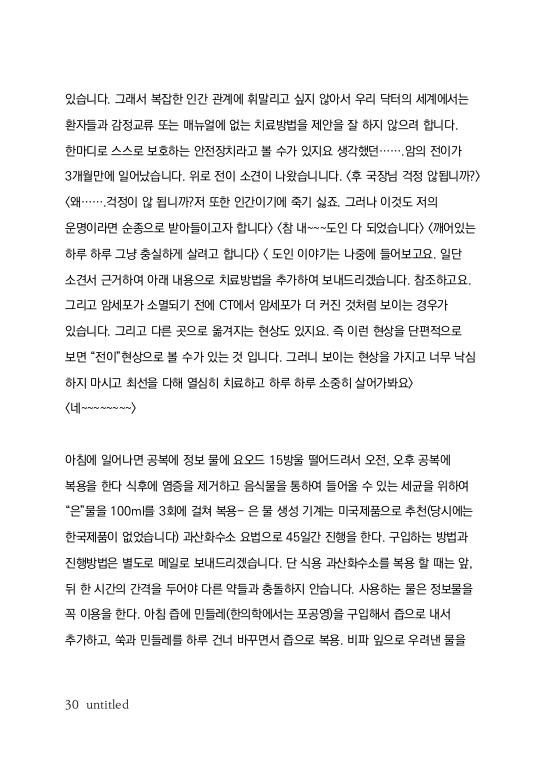 있습니다. 그래서 복잡한 인간 관계에 휘말리고 싶지 않아서 우리 닥터의 세계에서는
환자들과 감정교류 또는 매뉴얼에 없는 치료방법을 제안을 잘 하지 않으려 합니다.
한마디로 스스로 보호하는 안전장치라고 볼 수가 있지요 생각했던…….암의 전이가
3개월만에 일어났습니다. 위로 전이 소견이 나왔습니다. <후 국장님 걱정 않됩니까?>
<왜…….걱정이 않 됩니까?저 또한 인간이기에 죽기 싫죠. 그러나 이것도 저의
운명이라면 순종으로 받아들이고자 합니다> <참 내~~~도인 다 되었습니다> <깨어있는
하루 하루 그냥 충실하게 살려고 합니다> < 도인 이야기는 나중에 들어보고요. 일단
소견서 근거하여 아래 내용으로 치료방법을 추가하여 보내드리겠습니다. 참조하고요.
그리고 암세포가 소멸되기 전에 CT에서 암세포가 더 커진 것처럼 보이는 경우가
있습니다. 그리고 다른 곳으로 옮겨지는 현상도 있지요. 즉 이런 현상을 단편적으로
보면 “전이”현상으로 볼 수가 있는 것 입니다. 그러니 보이는 현상을 가지고 너무 낙심
하지 마시고 최선을 다해 열심히 치료하고 하루 하루 소중히 살어가봐요>
<네~~~~~~~~>
아침에 일어나면 공복에 정보 물에 요오드 15방울 떨어드려서 오전, 오후 공복에
복용을 한다 식후에 염증을 제거하고 음식물을 통하여 들어올 수 있는 세균을 위하여
“은”물을 100ml를 3회에 걸쳐 복용- 은 물 생성 기계는 미국제품으로 추천(당시에는
한국제품이 없었습니다) 과산화수소 요법으로 45일간 진행을 한다. 구입하는 방법과
진행방법은 별도로 메일로 보내드리겠습니다. 단 식용 과산화수소를 복용 할 때는 앞,
뒤 한 시간의 간격을 두어야 다른 약들과 충돌하지 안습니다. 사용하는 물은 정보물을
꼭 이용을 한다. 아침 즙에 민들레(한의학에서는 포공영)을 구입해서 즙으로 내서
추가하고, 쑥과 민들레를 하루 건너 바꾸면서 즙으로 복용. 비파 잎으로 우려낸 물을
30 untitled